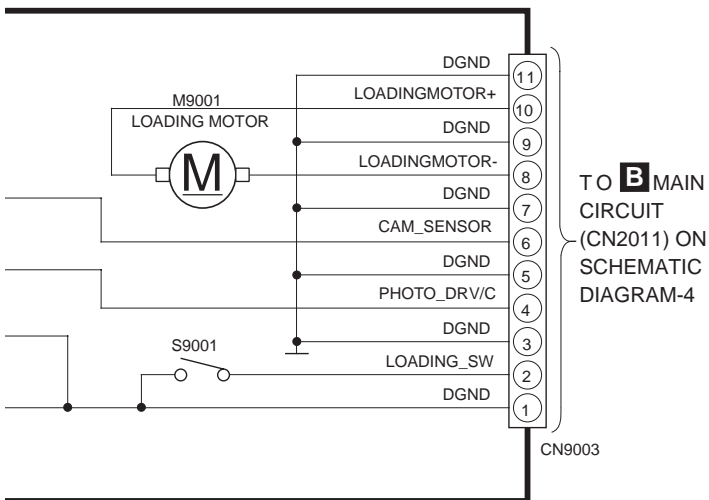 DGND
11
LOADINGMOTOR+
10
M9001
LOADING MOTOR
M
DGND
9
LOADINGMOTOR-
8
DGND
7
CAM_SENSOR
6
DGND
5
PHOTO_DRV/C
4
DGND
3
S9001
LOADING_SW
2
DGND
1
CN9003
TO B MAIN
CIRCUIT
(CN2011) ON
SCHEMATIC
DIAGRAM-4